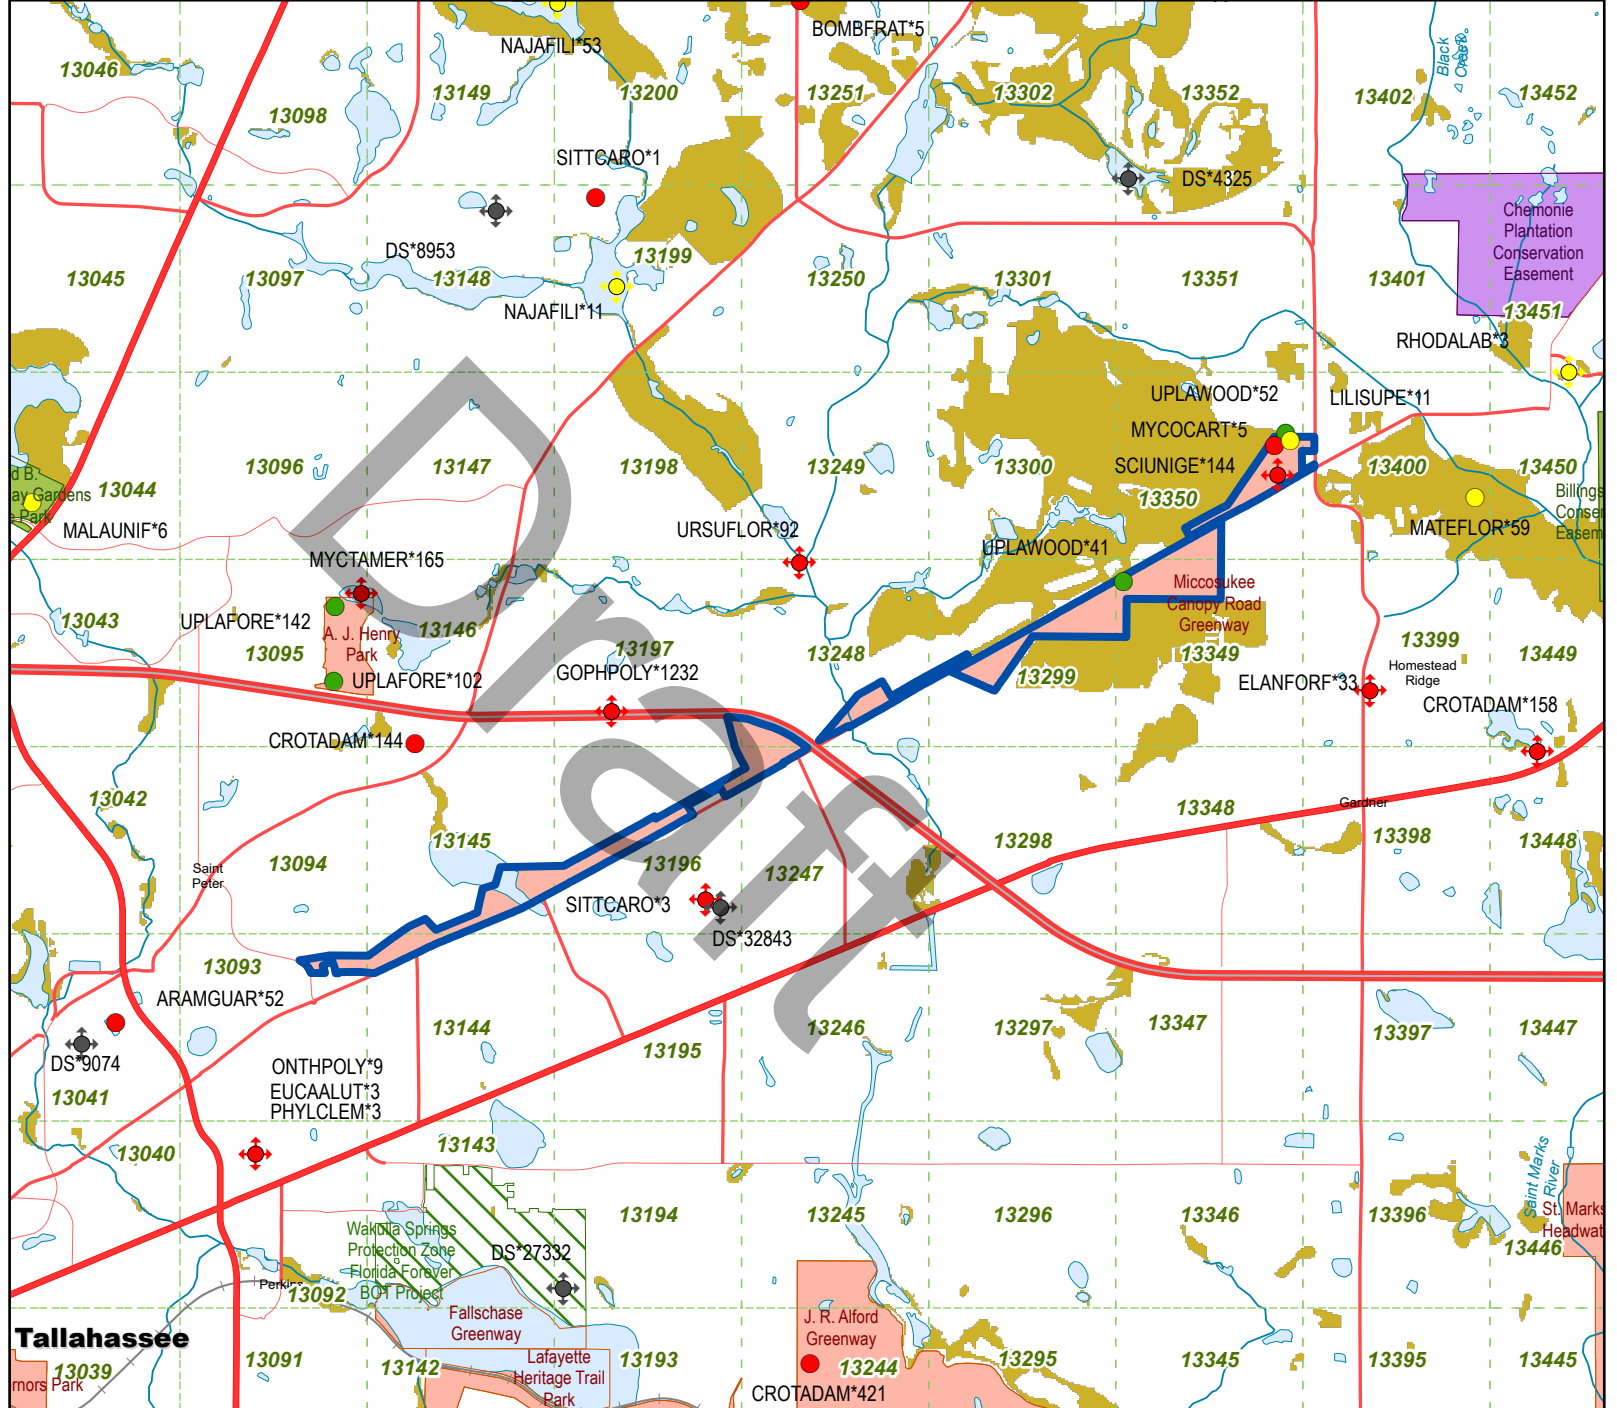 NAJAFILI*53
BOMBFRAT*5
Black
13046
13149
13200
13251
13302
13352
13402
13452
13098
SITTCARO*1
DS*4325
DS*8953
13199
Chemonie
Plantation
Conservation
Easement
13045
13097
13148
13250
13301
13351
13401
NAJAFILI*11
13451
RHODALAB*3
UPLAWOOD*52
LILISUPE*11
MYCOCART*5
13096
13147
13198
13249
13300
SCIUNIGE*144
13400
13450
d B.
ay Gardens
e Park
13044
13350
Billings
Conser
Easem
MALAUNIF*6
URSUFLOR*92
MATEFLOR*59
MYCTAMER*165
UPLAWOOD*41
Miccosukee
Canopy Road
Greenway
13043
UPLAFORE*142
A. J. Henry
Park
13146
13095
13197
13248
13349
13399
13449
Homestead
Ridge
UPLAFORE*102
GOPHPOLY*1232
13299
ELANFORF*33
CROTADAM*158
CROTADAM*144
13042
13348
Gardner
13145
13298
13398
13448
Saint
Peter
13094
13196
13247
SITTCARO*3
DS*32843
13093
ARAMGUAR*52
13144
13246
13297
13347
13397
13447
DS*9074
13195
ONTHPOLY*9
EUCAALUT*3
PHYLCLEM*3
13041
13040
13143
Saint Marks
River
13194
13245
13296
13346
13396
St. Marks
Headwat
13446
Wakulla Springs
Protection Zone
Florida Forever
BOT Project
DS*27332
Perkins
13092
Fallschase
Greenway
J. R. Alford
Greenway
Tallahassee
13039
13091
13142
Lafayette
Heritage Trail
Park
13193
13244
13295
13345
13395
13445
rnors Park
CROTADAM*421
Draft